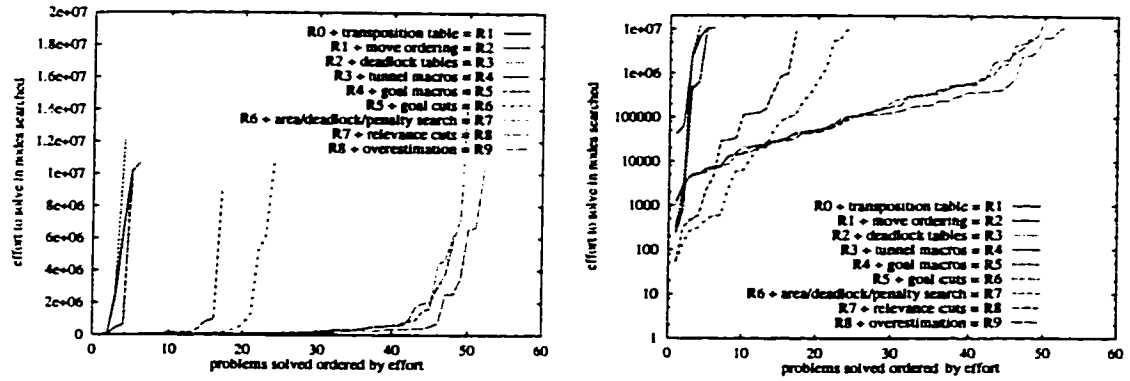 2e+07
1.8e+07
1.6e+07
1.4e+07
1.2e+07
1e+07
8e+06
6e+06
4e+06
2e+06
0
effort to solve in nodes searched
R0 + transposition table = R1
R1 + move ordering = R2
R2 + deadlock tables = R3
R3 + tunnel macros = R4
R4 + goal macros = R5
R5 + goal cuts = R6
R6 + area/deadlock/penalty search = R7
R7 + relevance cuts = R8
R8 + overestimation = R9
0 10 20 30 40 50 60
problems solved ordered by effort
1e+07
1e+06
100000
10000
1000
100
10
1
effort to solve in nodes searched
R0 + transposition table = R1
R1 + move ordering = R2
R2 + deadlock tables = R3
R3 + tunnel macros = R4
R4 + goal macros = R5
R5 + goal cuts = R6
R6 + area/deadlock/penalty search = R7
R7 + relevance cuts = R8
R8 + overestimation = R9
0 10 20 30 40 50 60
problems solved ordered by effort